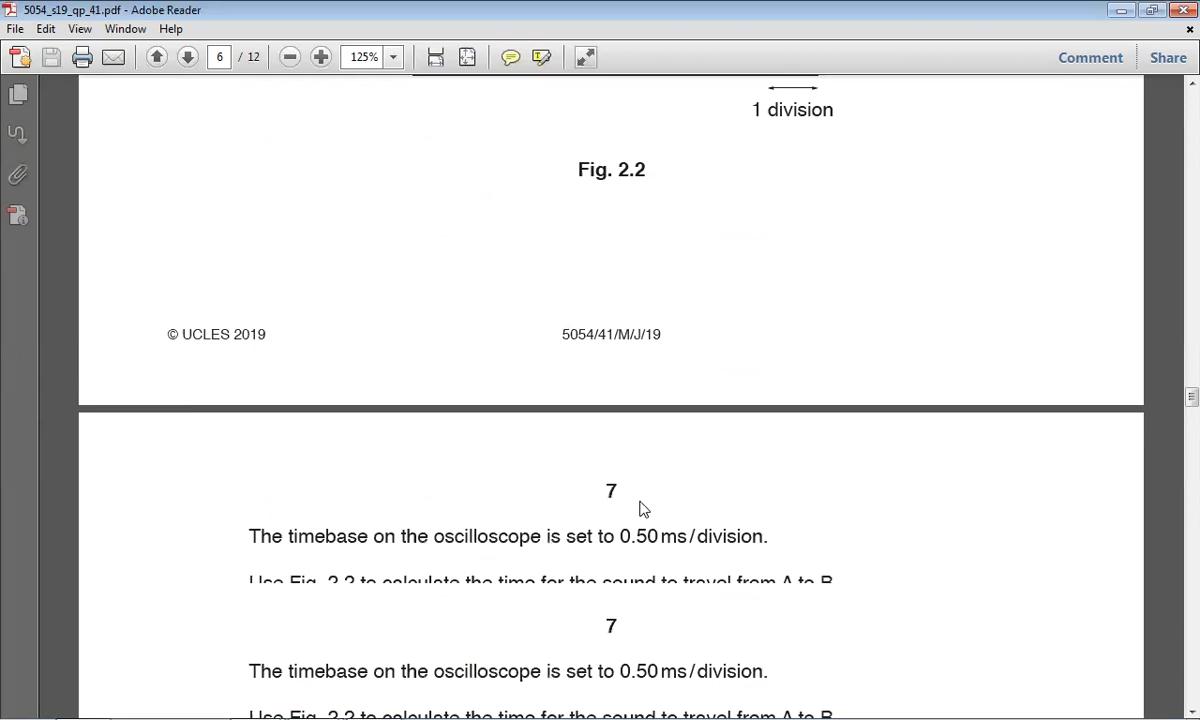 5054_s19_qp_41.pdf - Adobe Reader
File Edit View Window Help
6 / 12 125% Comment Share
1 division
Fig. 2.2
© UCLES 2019 5054/41/M/J/19
7
The timebase on the oscilloscope is set to 0.50 ms / division.
Use Fig. 2.2 to calculate the time for the sound to travel from A to B
7
The timebase on the oscilloscope is set to 0.50 ms / division.
Use Fig. 2.2 to calculate the time for the sound to travel from A to B